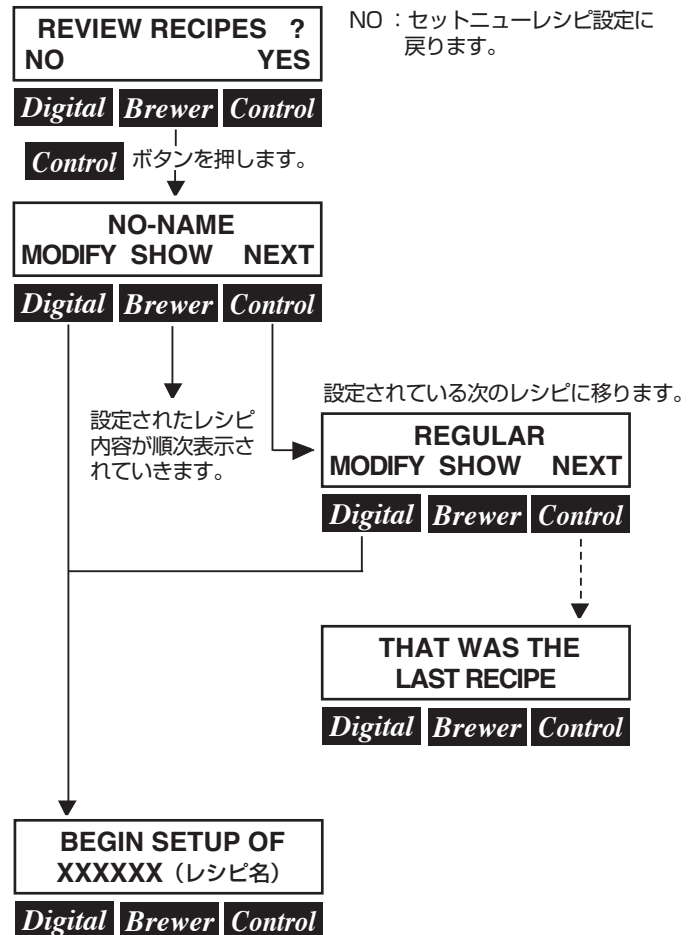 REVIEW RECIPES ?
NO YES
NO：セットニューレシピ設定に
戻ります。
Digital Brewer Control
Control ボタンを押します。
NO-NAME
MODIFY SHOW NEXT
Digital Brewer Control
設定されたレシピ
内容が順次表示さ
れていきます。
設定されている次のレシピに移ります。
REGULAR
MODIFY SHOW NEXT
Digital Brewer Control
THAT WAS THE
LAST RECIPE
Digital Brewer Control
BEGIN SETUP OF
XXXXXX（レシピ名）
Digital Brewer Control